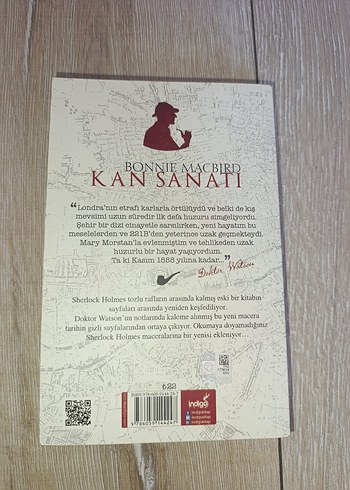 BONNIE MACBIRD
KAN SANATI
"Londra'nın etrafı karlarla örtülüydü ve belki de kış
mevsimi uzun süredir ilk defa huzuru simgeliyordu.
Şehir bir dizi cinayetle sarsılırken, yeni hayatım bu
meselelerden ve 221B'den yeterince uzak geçmekteydi.
Mary Morstan'la evlenmiştim ve tehlikeden uzak
huzurlu bir hayat yaşıyordum.
Ta ki Kasım 1888 yılına kadar..."
Doktor Watson
Sherlock Holmes tozlu rafların arasında kalmış eski bir kitabın
sayfaları arasında yeniden keşfediliyor.
Doktor Watson'un notlarında kaleme alınmış bu yeni macera
tarihin gizli sayfalarından ortaya çıkıyor. Okumaya doyamadığınız
Sherlock Holmes maceralarına bir yenisi ekleniyor…
₺22
indigo